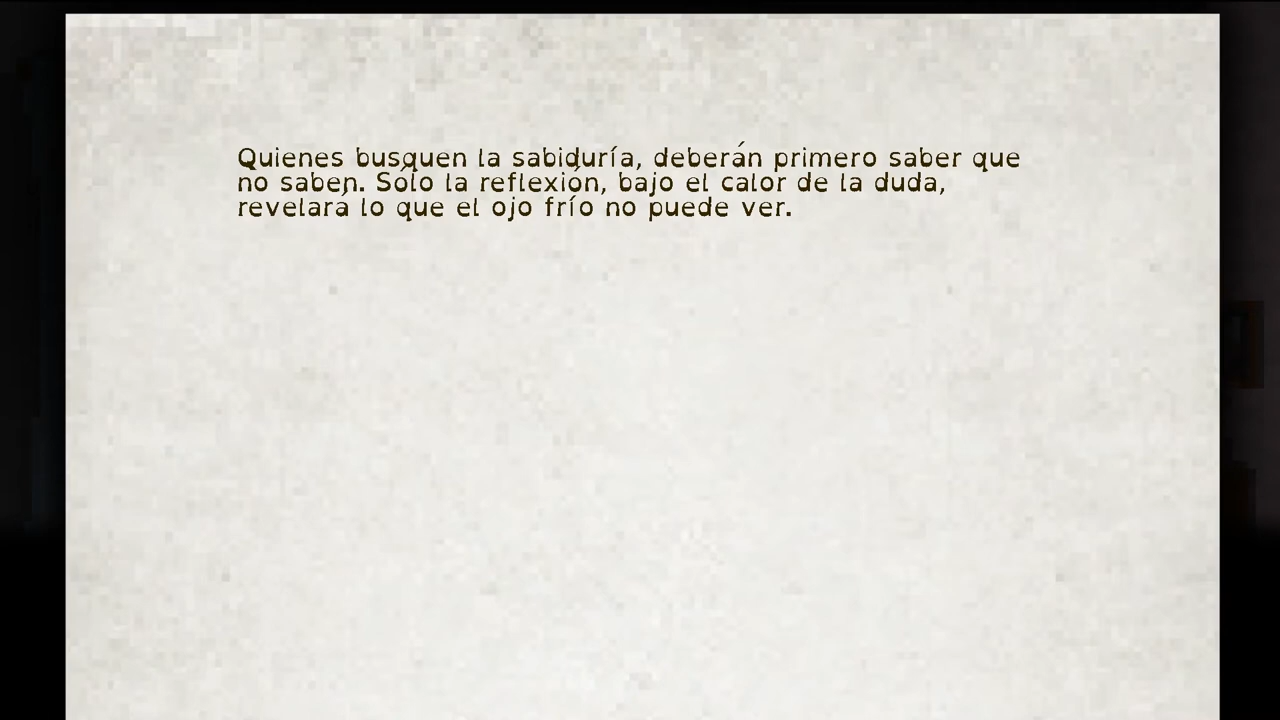 Quienes busquen la sabiduría, deberán primero saber que
no saben. Sólo la reflexión, bajo el calor de la duda,
revelará lo que el ojo frío no puede ver.